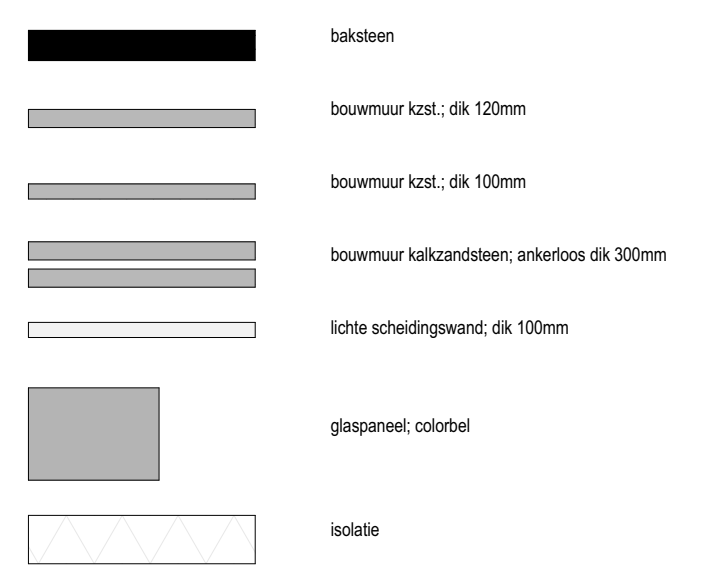 baksteen
bouwmuur kzst.; dik 120mm
bouwmuur kzst.; dik 100mm
bouwmuur kalkzandsteen; ankerloos dik 300mm
lichte scheidingswand; dik 100mm
glaspaneel; colorbel
isolatie